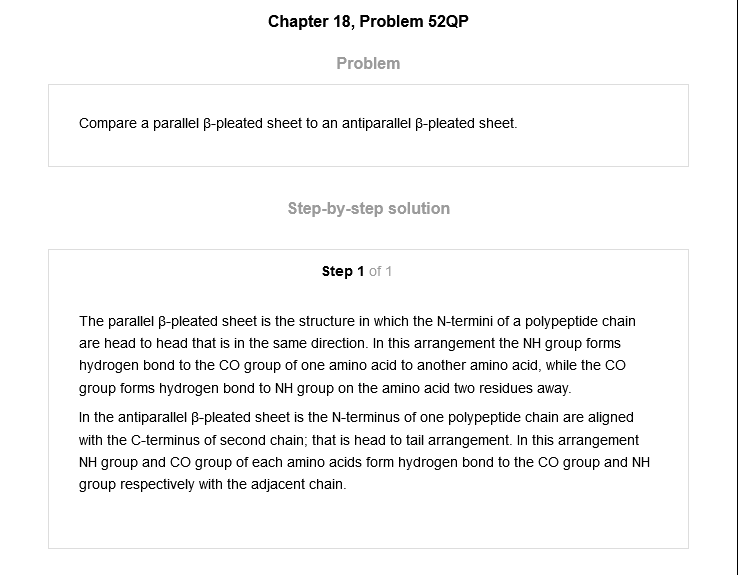 Chapter 18, Problem 52QP
Problem
Compare a parallel β-pleated sheet to an antiparallel β-pleated sheet.
Step-by-step solution
Step 1 of 1
The parallel β-pleated sheet is the structure in which the N-termini of a polypeptide chain
are head to head that is in the same direction. In this arrangement the NH group forms
hydrogen bond to the CO group of one amino acid to another amino acid, while the CO
group forms hydrogen bond to NH group on the amino acid two residues away.
In the antiparallel β-pleated sheet is the N-terminus of one polypeptide chain are aligned
with the C-terminus of second chain; that is head to tail arrangement. In this arrangement
NH group and CO group of each amino acids form hydrogen bond to the CO group and NH
group respectively with the adjacent chain.